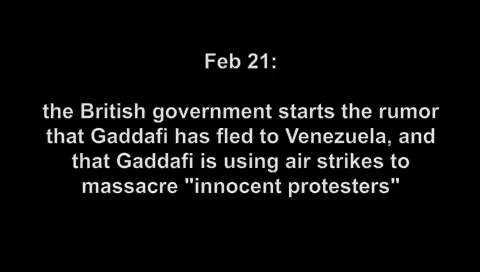 Feb 21:
the British government starts the rumor
that Gaddafi has fled to Venezuela, and
that Gaddafi is using air strikes to
massacre "innocent protesters"